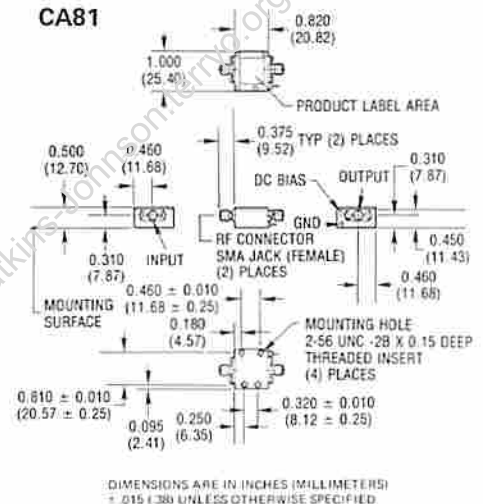 CA81
0.820
(20.82)
1.000
(25.40)
PRODUCT LABEL AREA
0.375
(9.52)
TYP (2) PLACES
0.500
(12.70)
0.460
(11.68)
DC BIAS
OUTPUT
0.310
(7.87)
GND
RF CONNECTOR
SMA JACK (FEMALE)
(2) PLACES
INPUT
0.310
(7.87)
0.450
(11.43)
0.460
(11.68)
MOUNTING
SURFACE
0.460 ± 0.010
(11.68 ± 0.25)
0.180
(4.57)
MOUNTING HOLE
2-56 UNC -2B X 0.15 DEEP
THREADED INSERT
(4) PLACES
0.810 ± 0.010
(20.57 ± 0.25)
0.095
(2.41)
0.250
(6.35)
0.320 ± 0.010
(8.12 ± 0.25)
DIMENSIONS ARE IN INCHES (MILLIMETERS)
± .015 (.38) UNLESS OTHERWISE SPECIFIED
tkins-johnson.terryo.org